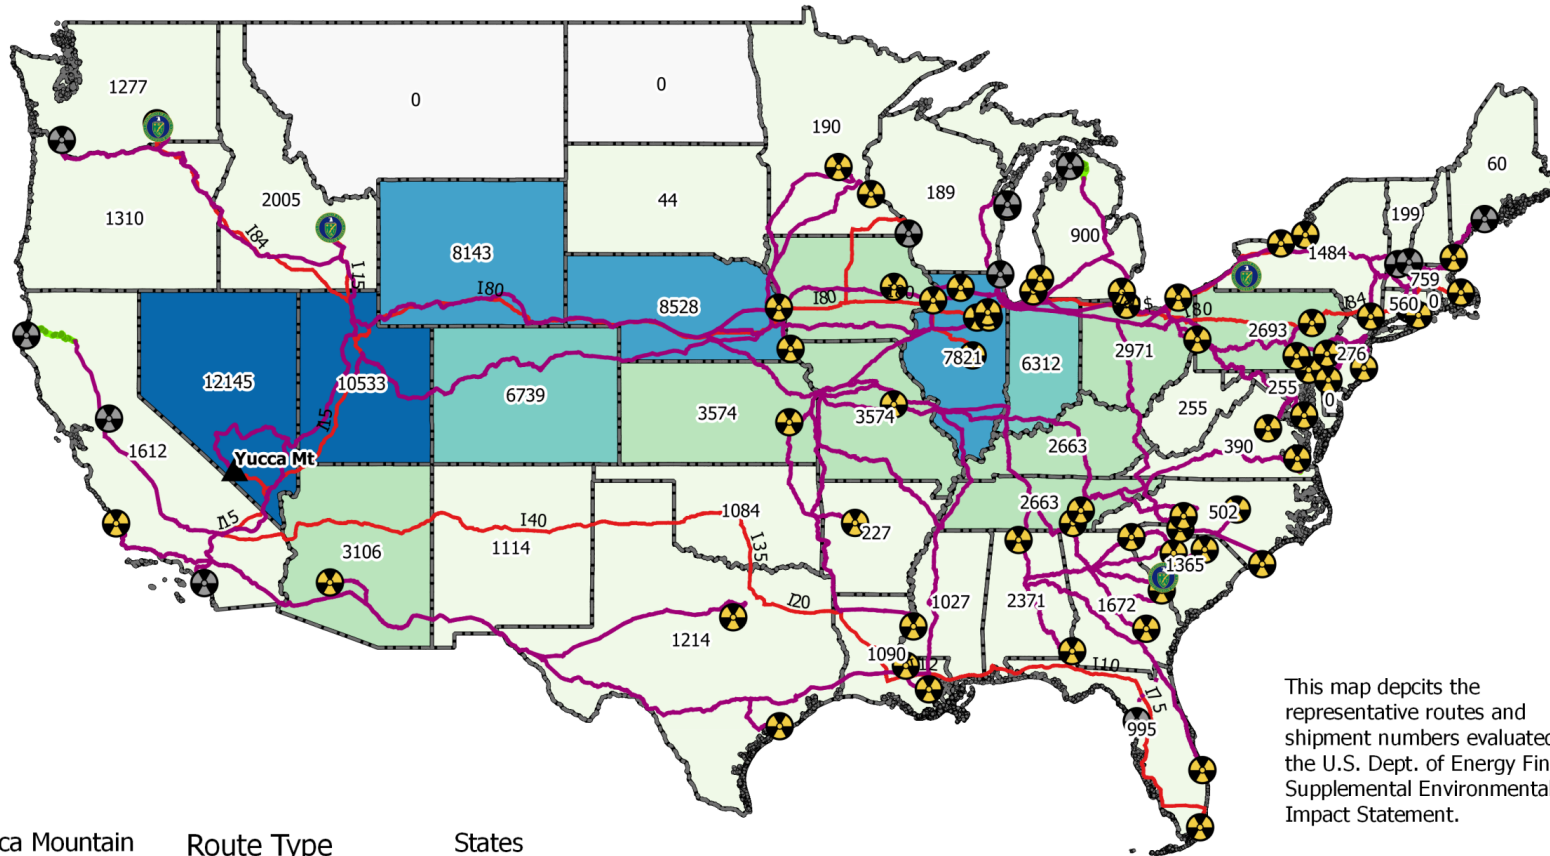 1277
0
0
190
60
2005
189
199
44
1310
900
I84
1484
8143
I15
759
I80
8528
I80
I84
560
0
I80
2693
2971
276
7821
6312
12145
10533
6739
255
0
I15
3574
3574
255
2663
390
1612
Yucca Mt
2663
502
I15
I40
1084
227
3106
1114
I35
1365
I20
1027
2371
1672
1214
1090
I12
I10
I75
995
This map depcits the
representative routes and
shipment numbers evaluated
the U.S. Dept. of Energy Fin
Supplemental Environmental
Impact Statement.
ca Mountain
Route Type
States